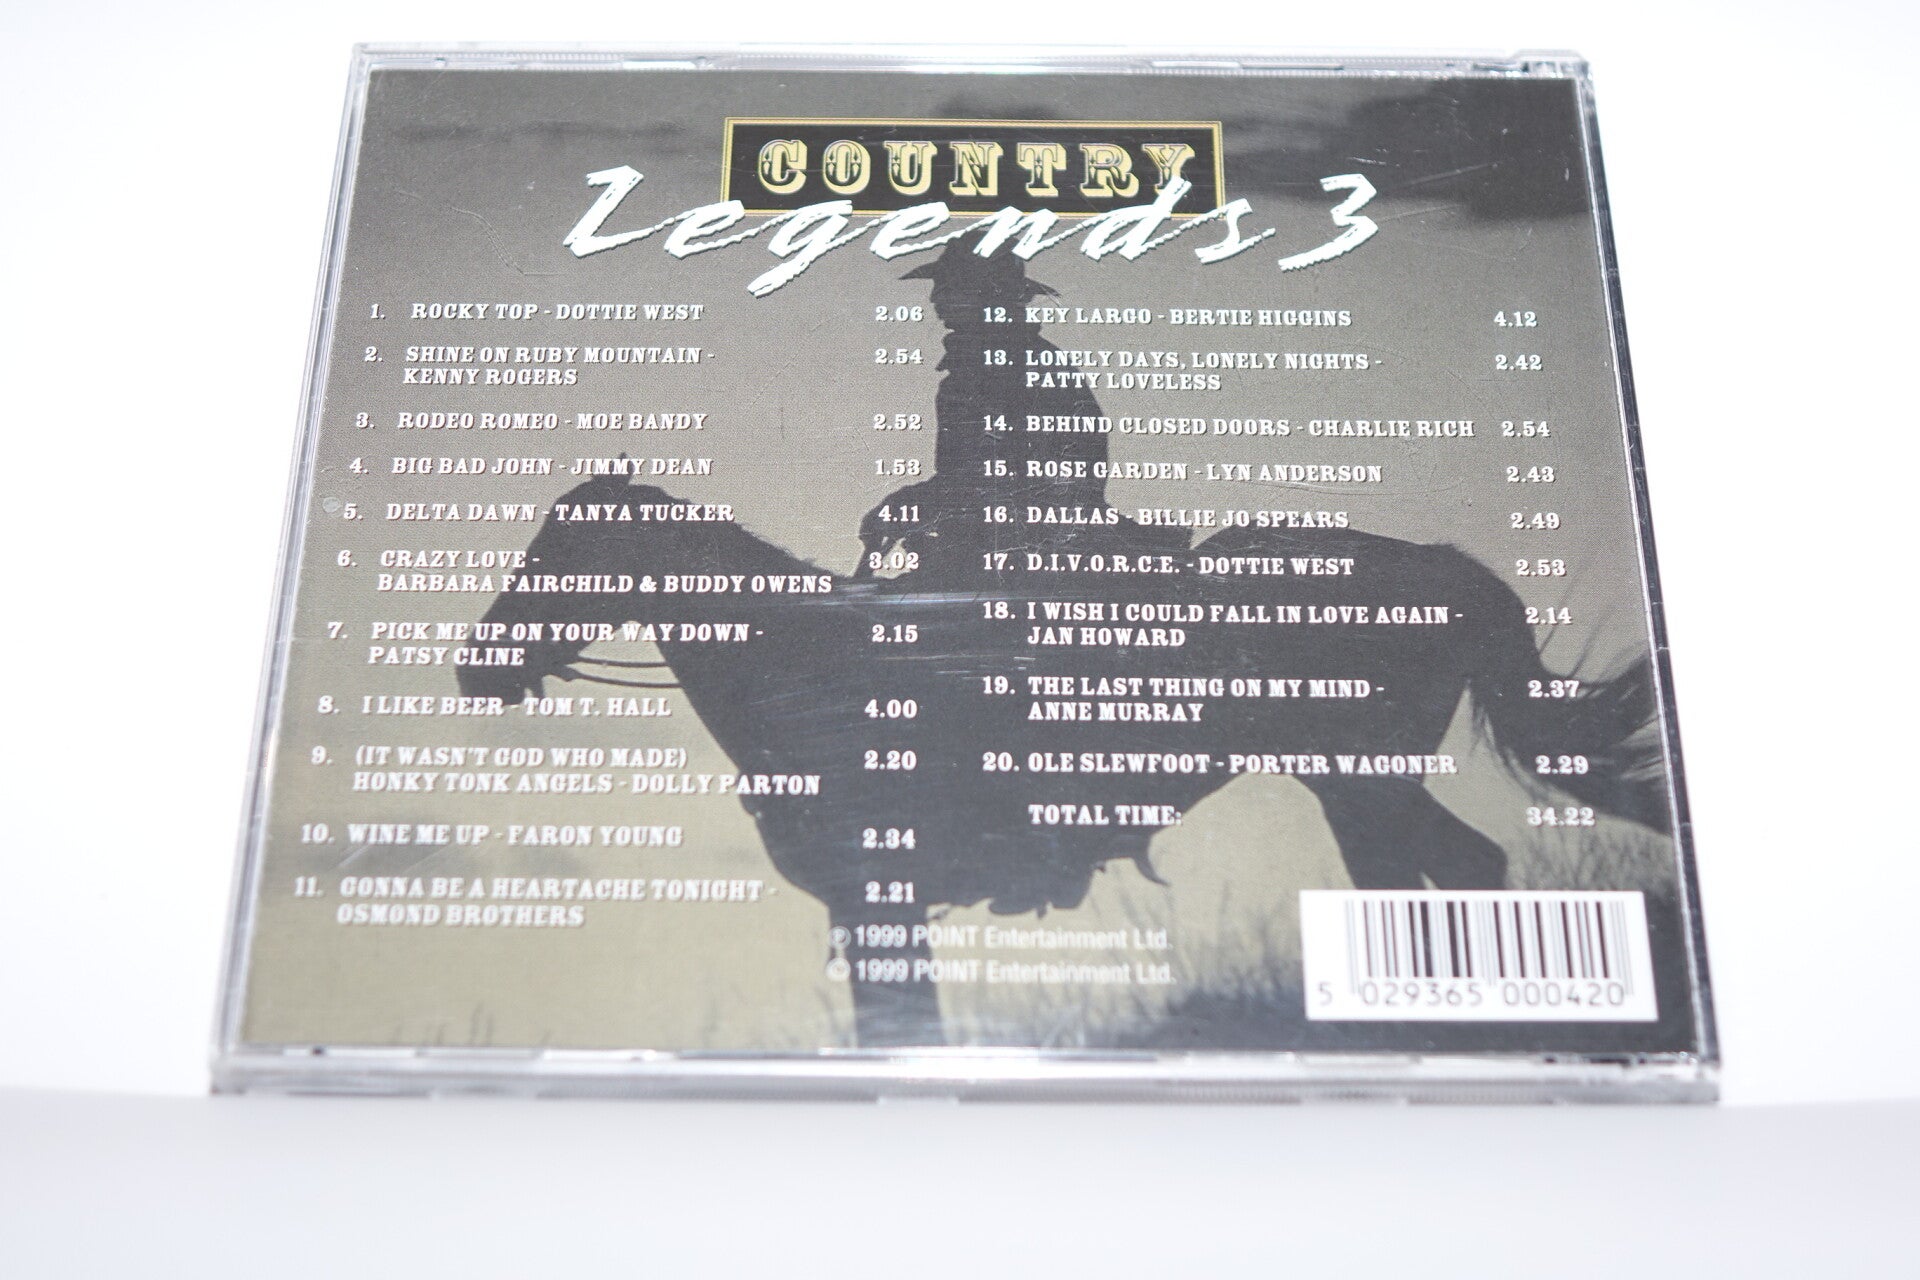 COUNTRY
Legends 3
1. ROCKY TOP - DOTTIE WEST 2.06
2. SHINE ON RUBY MOUNTAIN - 2.54
KENNY ROGERS
3. RODEO ROMEO - MOE BANDY 2.52
4. BIG BAD JOHN - JIMMY DEAN 1.53
5. DELTA DAWN - TANYA TUCKER 4.11
6. CRAZY LOVE - 3.02
BARBARA FAIRCHILD & BUDDY OWENS
7. PICK ME UP ON YOUR WAY DOWN - 2.15
PATSY CLINE
8. I LIKE BEER - TOM T. HALL 4.00
9. (IT WASN'T GOD WHO MADE) 2.20
HONKY TONK ANGELS - DOLLY PARTON
10. WINE ME UP - FARON YOUNG 2.34
11. GONNA BE A HEARTACHE TONIGHT - 2.21
OSMOND BROTHERS
12. KEY LARGO - BERTIE HIGGINS 4.12
13. LONELY DAYS, LONELY NIGHTS - 2.42
PATTY LOVELESS
14. BEHIND CLOSED DOORS - CHARLIE RICH 2.54
15. ROSE GARDEN - LYN ANDERSON 2.43
16. DALLAS - BILLIE JO SPEARS 2.49
17. D.I.V.O.R.C.E. - DOTTIE WEST 2.53
18. I WISH I COULD FALL IN LOVE AGAIN - 2.14
JAN HOWARD
19. THE LAST THING ON MY MIND - 2.37
ANNE MURRAY
20. OLE SLEWFOOT - PORTER WAGONER 2.29
TOTAL TIME: 34.22
℗ 1999 POINT Entertainment Ltd.
© 1999 POINT Entertainment Ltd.
5 029365 000420